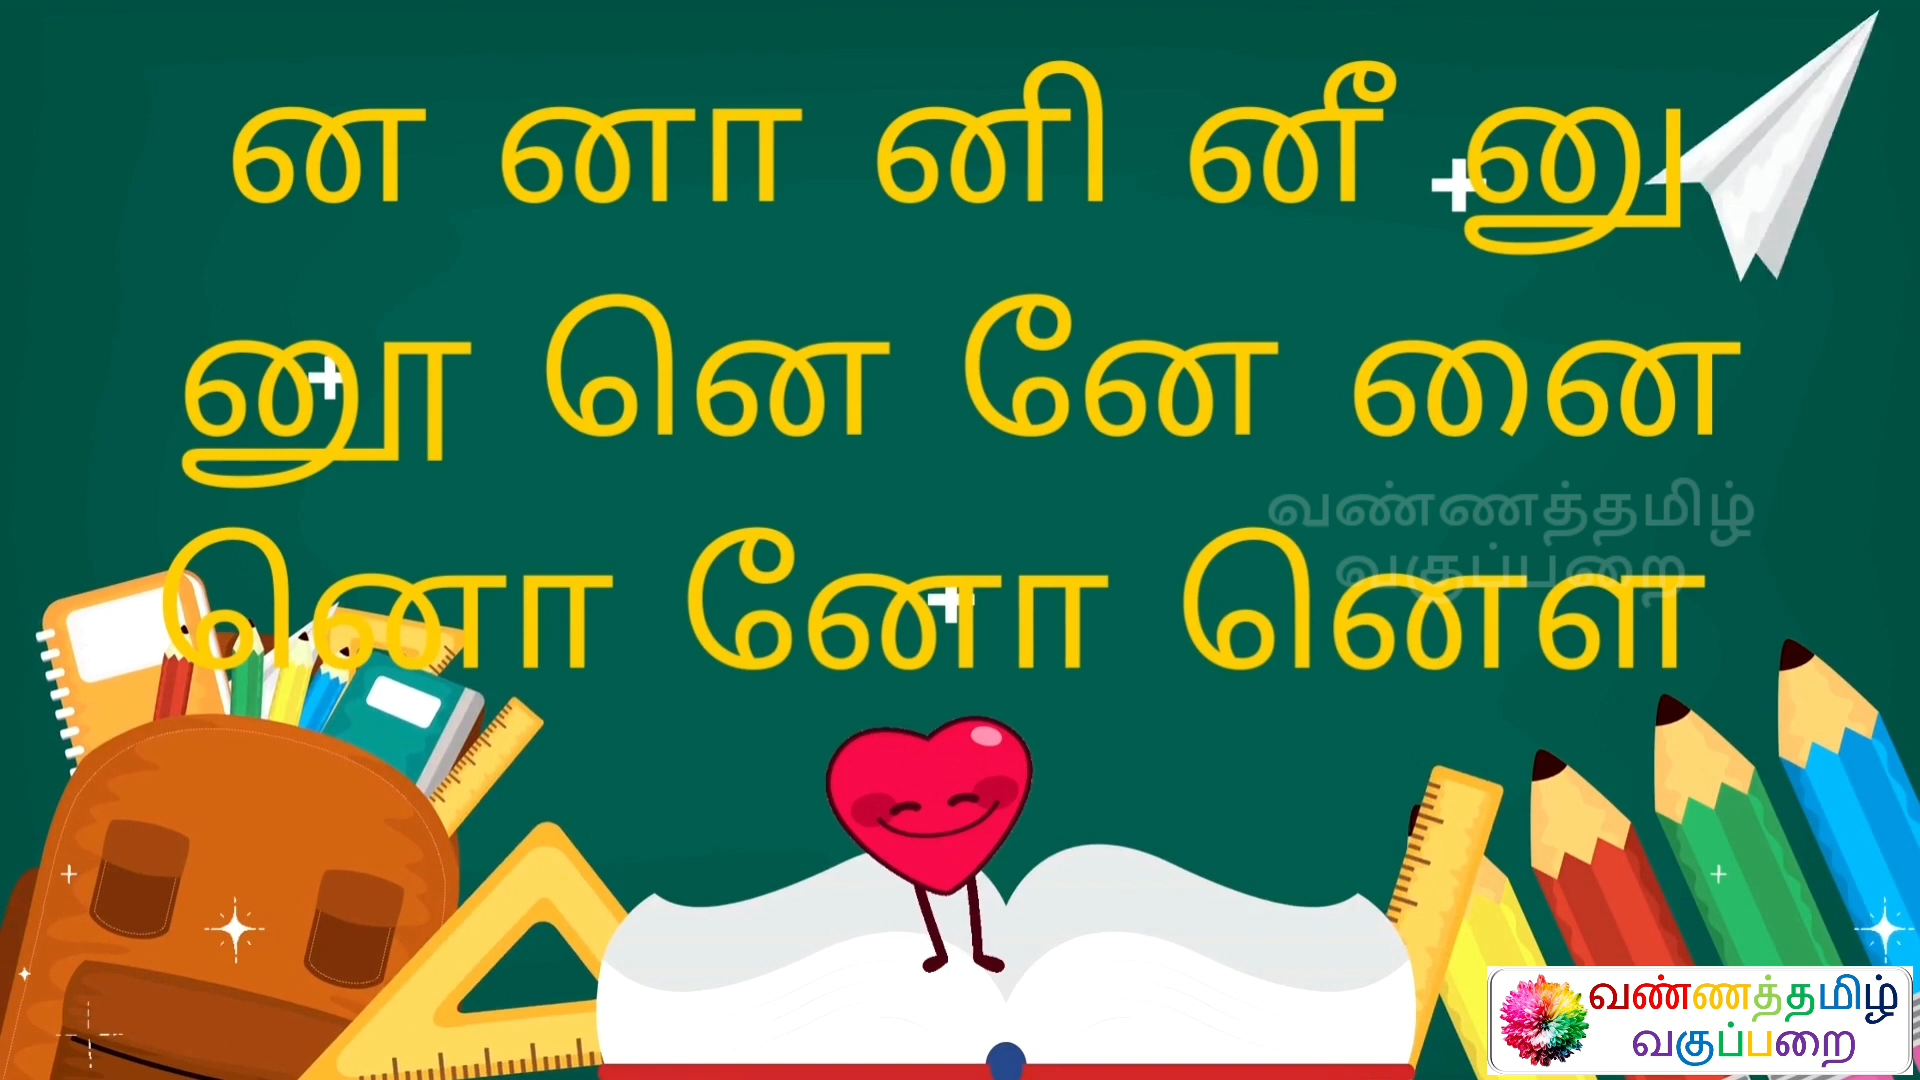 ன னா னி னீ னு
னூ னெ னே னை
வண்ணத்தமிழ்
வகுப்பறை
னொ னோ னௌ
வண்ணத்தமிழ்
வகுப்பறை